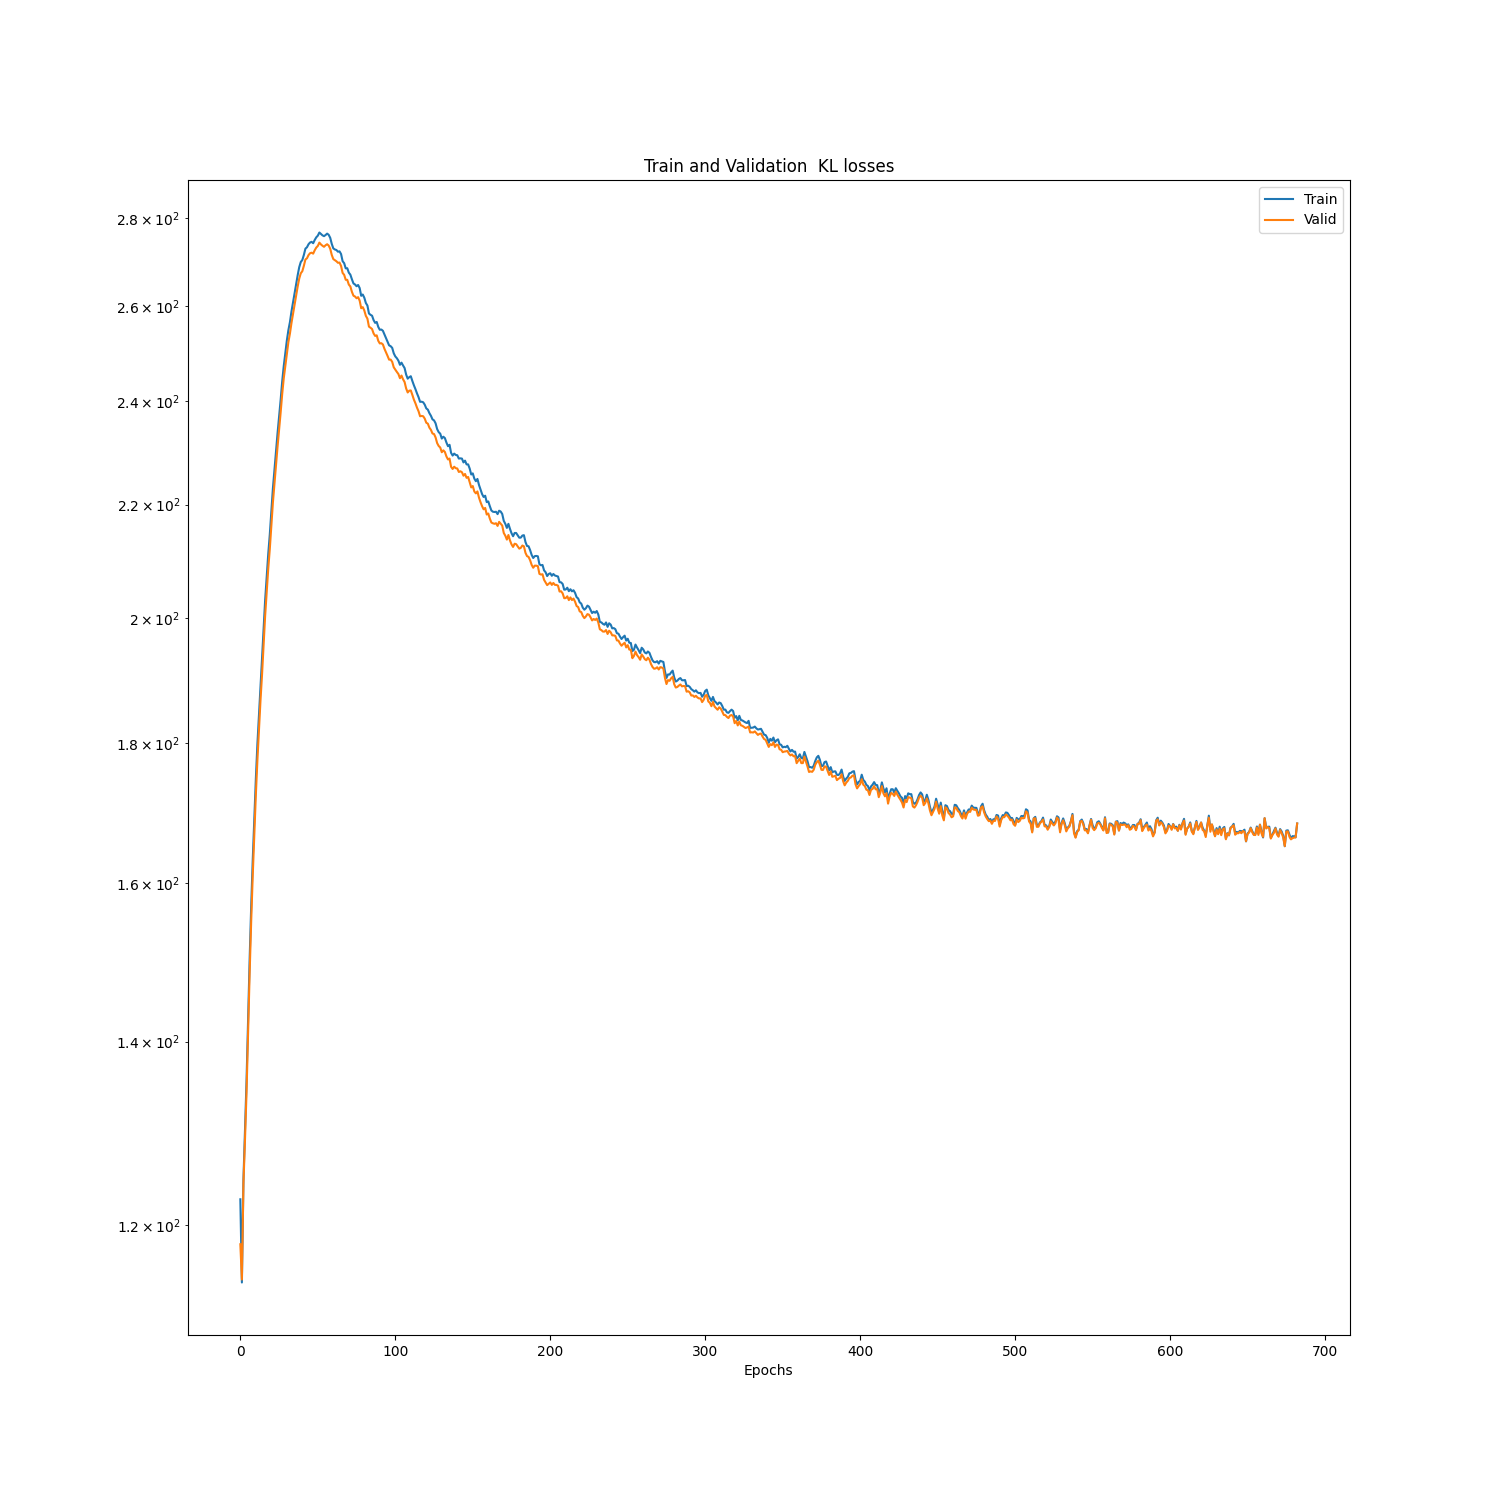 Train and Validation  KL losses
Train
Valid
2.8 × 10²
2.6 × 10²
2.4 × 10²
2.2 × 10²
2 × 10²
1.8 × 10²
1.6 × 10²
1.4 × 10²
1.2 × 10²
0 100 200 300 400 500 600 700
Epochs